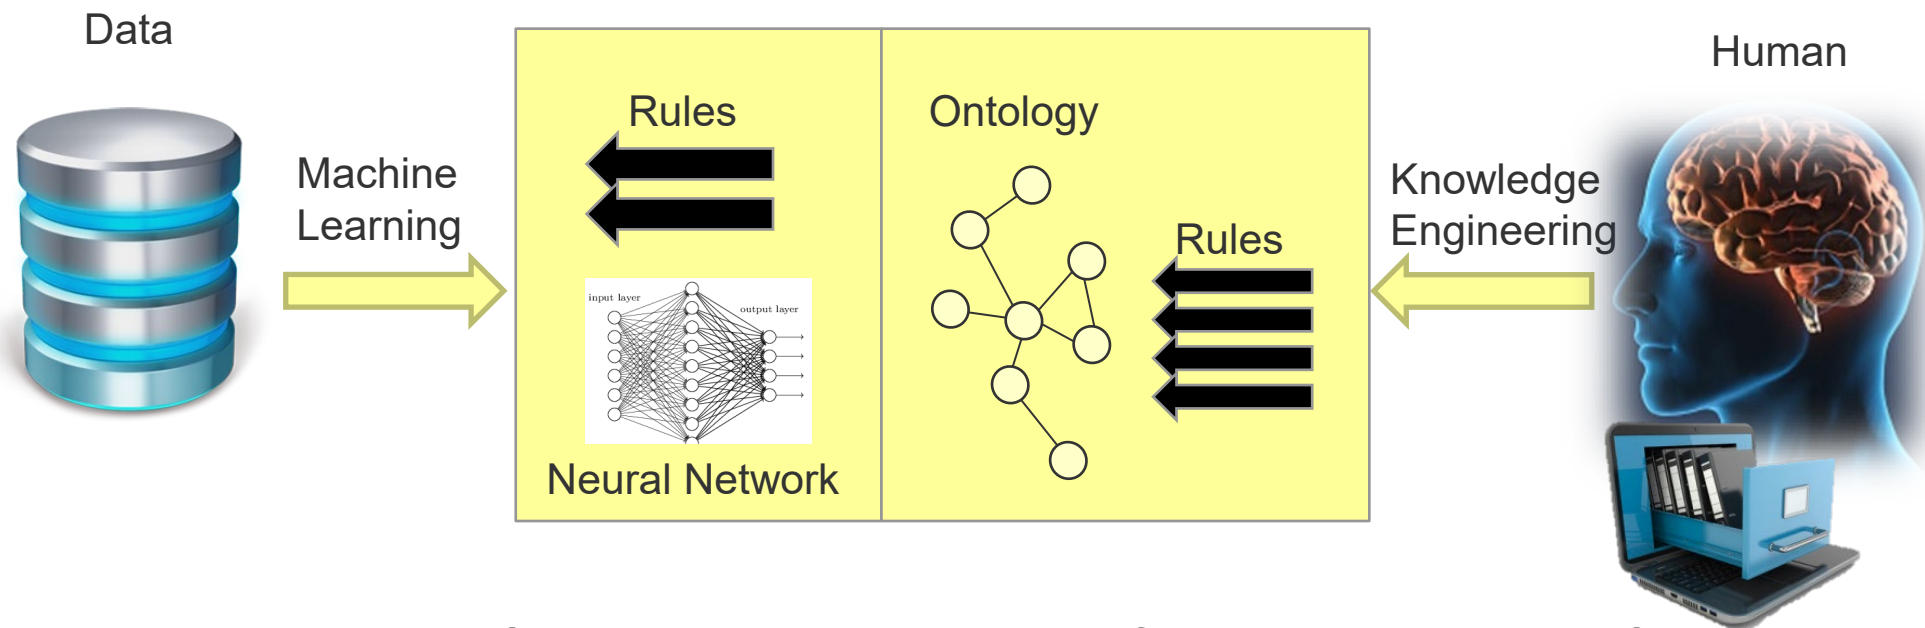 Data
Human
Rules
Ontology
Machine
Learning
Knowledge
Engineering
Rules
input layer
output layer
Neural Network